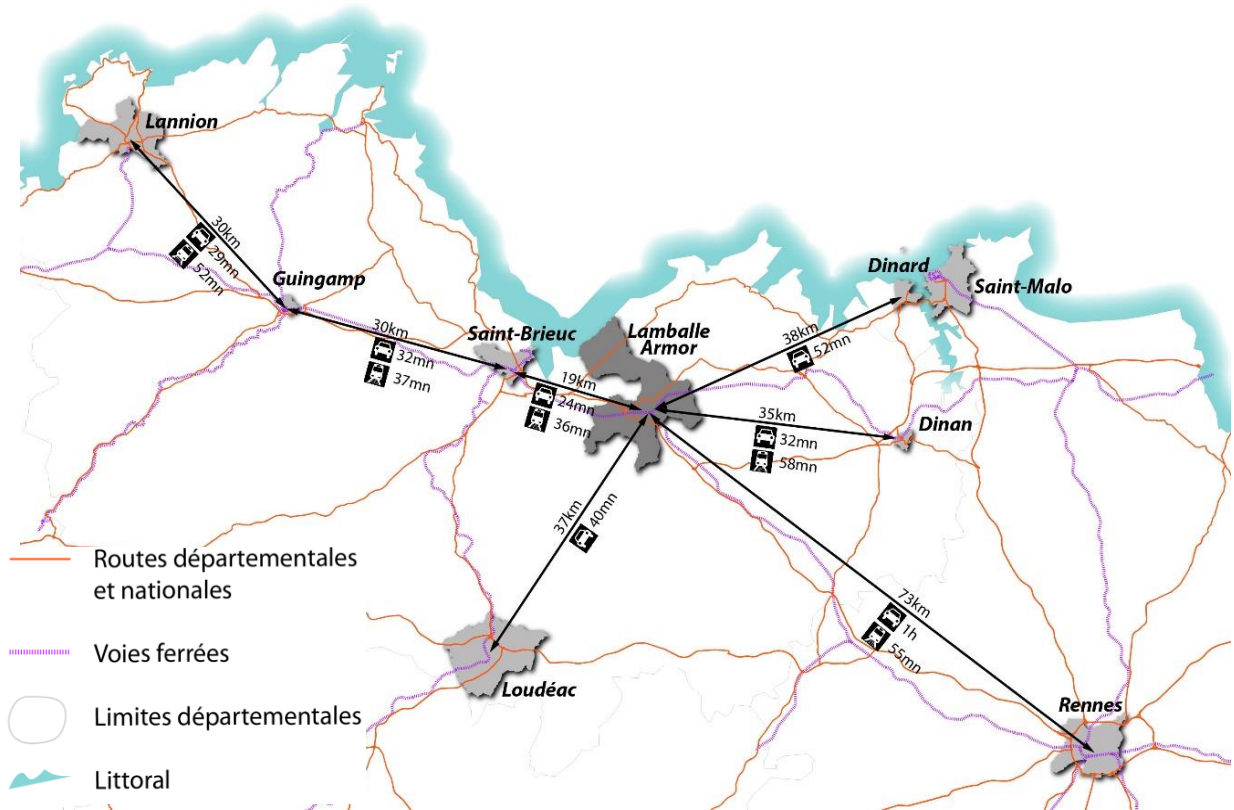 Lannion
30km
29mn
52mn
Guingamp
30km
32mn
37mn
Saint-Brieuc
19km
24mn
36mn
Lamballe
Armor
Dinard
Saint-Malo
38km
52mn
35km
32mn
58mn
Dinan
37km
40mn
73km
1h
55mn
Loudéac
Rennes
Routes départementales
et nationales
Voies ferrées
Limites départementales
Littoral